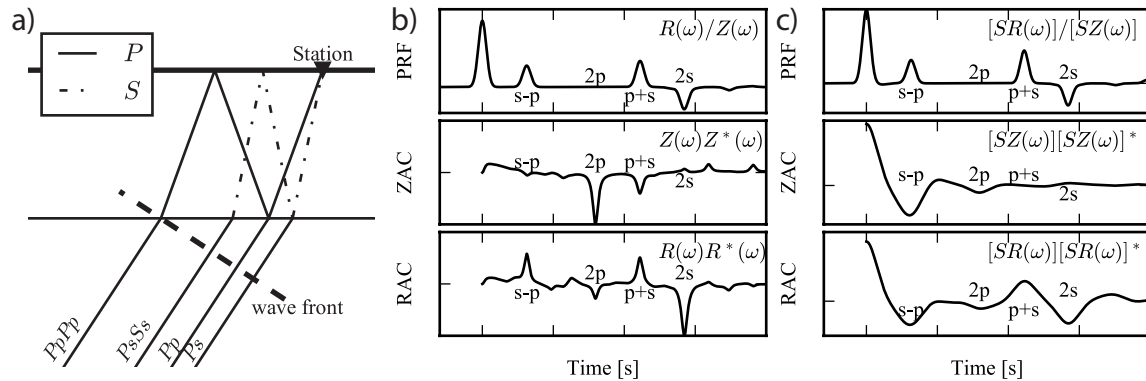 a)
P
S
Station
wave front
PpPp
PsSs
Pp
Ps
b)
PRF
R(ω)/Z(ω)
s-p
2p
p+s
2s
ZAC
Z(ω)Z*(ω)
s-p
2p
p+s
2s
RAC
R(ω)R*(ω)
s-p
2p
p+s
2s
Time [s]
c)
PRF
[SR(ω)]/[SZ(ω)]
s-p
2p
p+s
2s
ZAC
[SZ(ω)][SZ(ω)]*
s-p
2p
p+s
2s
RAC
[SR(ω)][SR(ω)]*
s-p
2p
p+s
2s
Time [s]